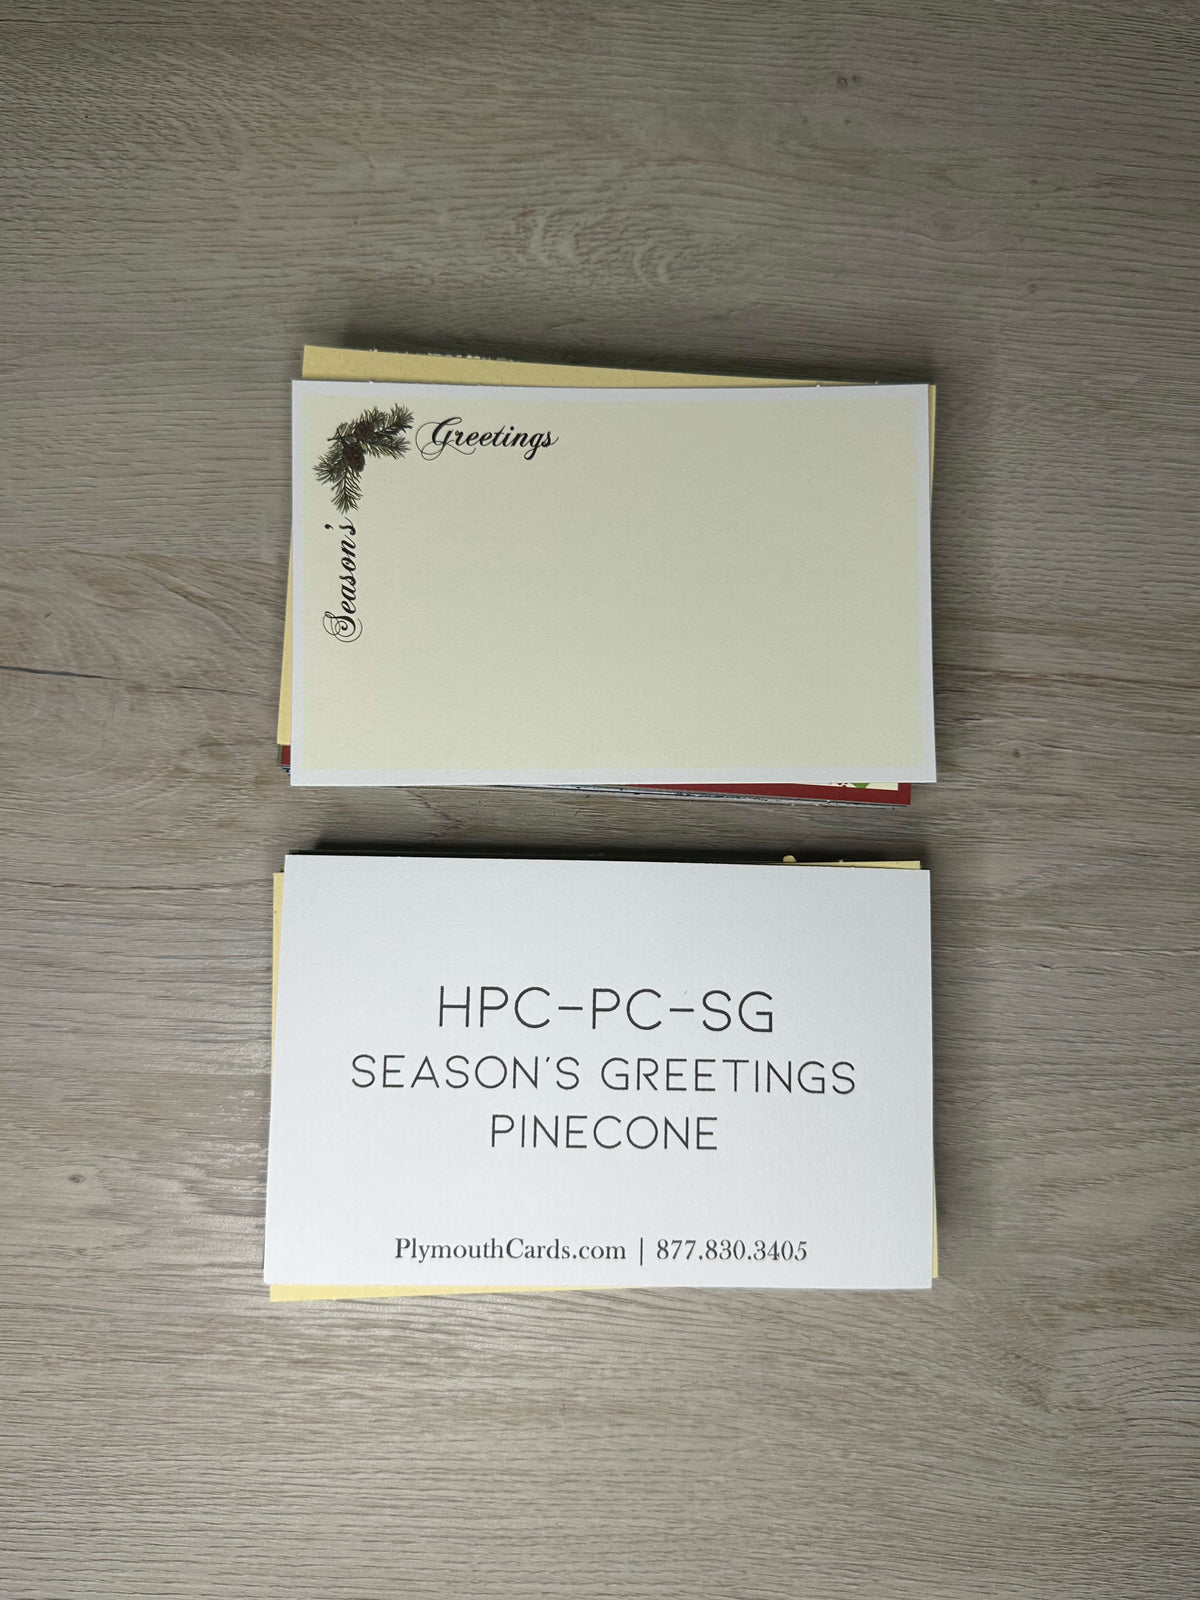 Season's
Greetings
HPC-PC-SG
SEASON'S GREETINGS
PINECONE
PlymouthCards.com | 877.830.3405